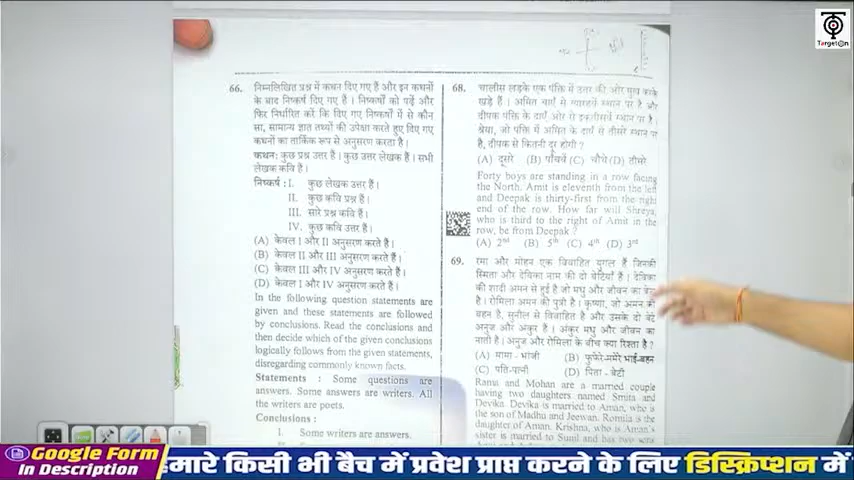 TargetOn
66. निम्नलिखित प्रश्न में कथन दिए गए हैं और इन कथनों
के बाद निष्कर्ष दिए गए हैं । निष्कर्षों को पढ़ें और
फिर निर्धारित करें कि दिए गए निष्कर्षों में से कौन
सा, सामान्य ज्ञात तथ्यों की उपेक्षा करते हुए दिए गए
कथनों का तार्किक रूप से अनुसरण करता है।
कथन: कुछ प्रश्न उत्तर हैं । कुछ उत्तर लेखक हैं । सभी
लेखक कवि हैं ।
निष्कर्ष : I. कुछ लेखक उत्तर हैं ।
II. कुछ कवि प्रश्न हैं ।
III. सारे प्रश्न कवि हैं ।
IV. कुछ कवि उत्तर हैं ।
(A) केवल I और II अनुसरण करते हैं ।
(B) केवल II और III अनुसरण करते हैं ।
(C) केवल III और IV अनुसरण करते हैं ।
(D) केवल I और IV अनुसरण करते हैं ।
In the following question statements are
given and these statements are followed
by conclusions. Read the conclusions and
then decide which of the given conclusions
logically follows from the given statements,
disregarding commonly known facts.
Statements : Some questions are
answers. Some answers are writers. All
the writers are poets.
Conclusions :
I. Some writers are answers.
68. चालीस लड़के एक पंक्ति में उत्तर की ओर मुख करके
खड़े हैं । अमित बाएँ से ग्यारहवें स्थान पर है और
दीपक पंक्ति के दाएँ ओर से इकत्तीसवें स्थान पर है ।
श्रेया, जो पंक्ति में अमित के दाएँ से तीसरे स्थान पर
है, दीपक से कितनी दूर होगी ?
(A) दूसरे (B) पाँचवें (C) चौथे (D) तीसरे
Forty boys are standing in a row facing
the North. Amit is eleventh from the left
and Deepak is thirty-first from the right
end of the row. How far will Shreya,
who is third to the right of Amit in the
row, be from Deepak ?
(A) 2nd (B) 5th (C) 4th (D) 3rd
69. रमा और मोहन एक विवाहित युगल हैं जिनकी
स्मिता और देविका नाम की दो बेटियाँ हैं । देविका
की शादी अमन से हुई है जो मधु और जीवन का बेटा
है । रोमिला अमन की पुत्री है । कृष्णा, जो अमन की
बहन है, सुनील से विवाहित है और उसके दो बेटे
अनुज और अंकुर हैं । अंकुर मधु और जीवन का
नाती है । अनुज और रोमिला के बीच क्या रिश्ता है ?
(A) मामा - भांजी (B) फुफेरे-ममेरे भाई-बहन
(C) पति-पत्नी (D) पिता - बेटी
Rama and Mohan are a married couple
having two daughters named Smita and
Devika. Devika is married to Aman, who is
the son of Madhu and Jeewan. Romila is the
daughter of Aman. Krishna, who is Aman's
sister is married to Sunil and has two sons
Google Form
In Description
हमारे किसी भी बैच में प्रवेश प्राप्त करने के लिए डिस्क्रिप्शन में